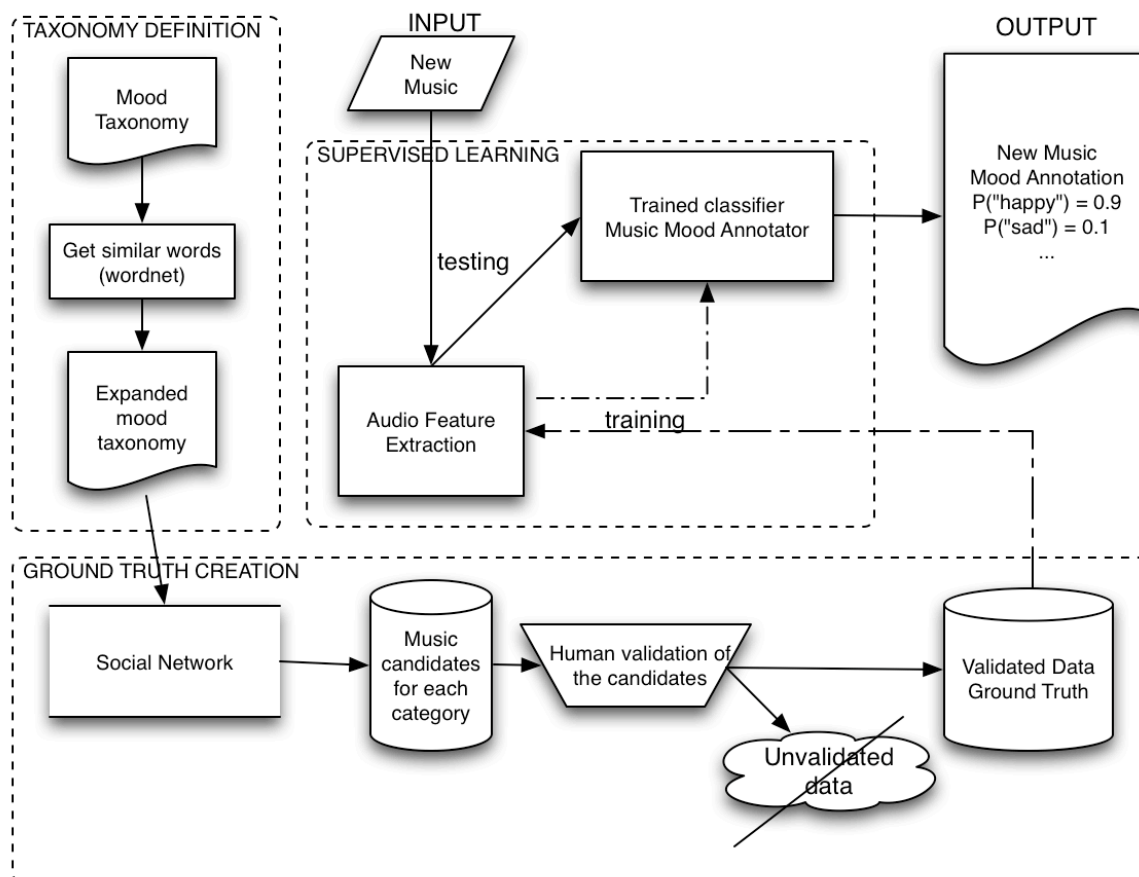 TAXONOMY DEFINITION
Mood
Taxonomy
Get similar words
(wordnet)
Expanded
mood
taxonomy
INPUT
New
Music
SUPERVISED LEARNING
Trained classifier
Music Mood Annotator
testing
Audio Feature
Extraction
training
OUTPUT
New Music
Mood Annotation
P("happy") = 0.9
P("sad") = 0.1
...
GROUND TRUTH CREATION
Social Network
Music
candidates
for each
category
Human validation of
the candidates
Unvalidated
data
Validated Data
Ground Truth